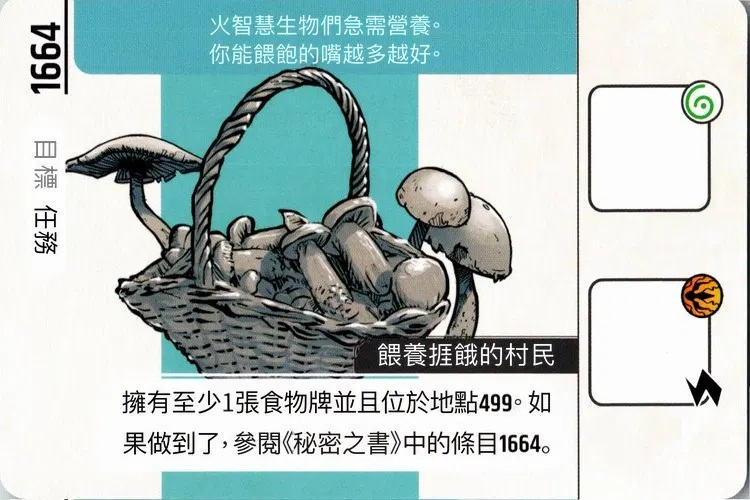 火智慧生物們急需營養。
你能餵飽的嘴越多越好。
1664
目標 任務
餵養捱餓的村民
擁有至少1張食物牌並且位於地點499。如
果做到了，參閱《秘密之書》中的條目1664。